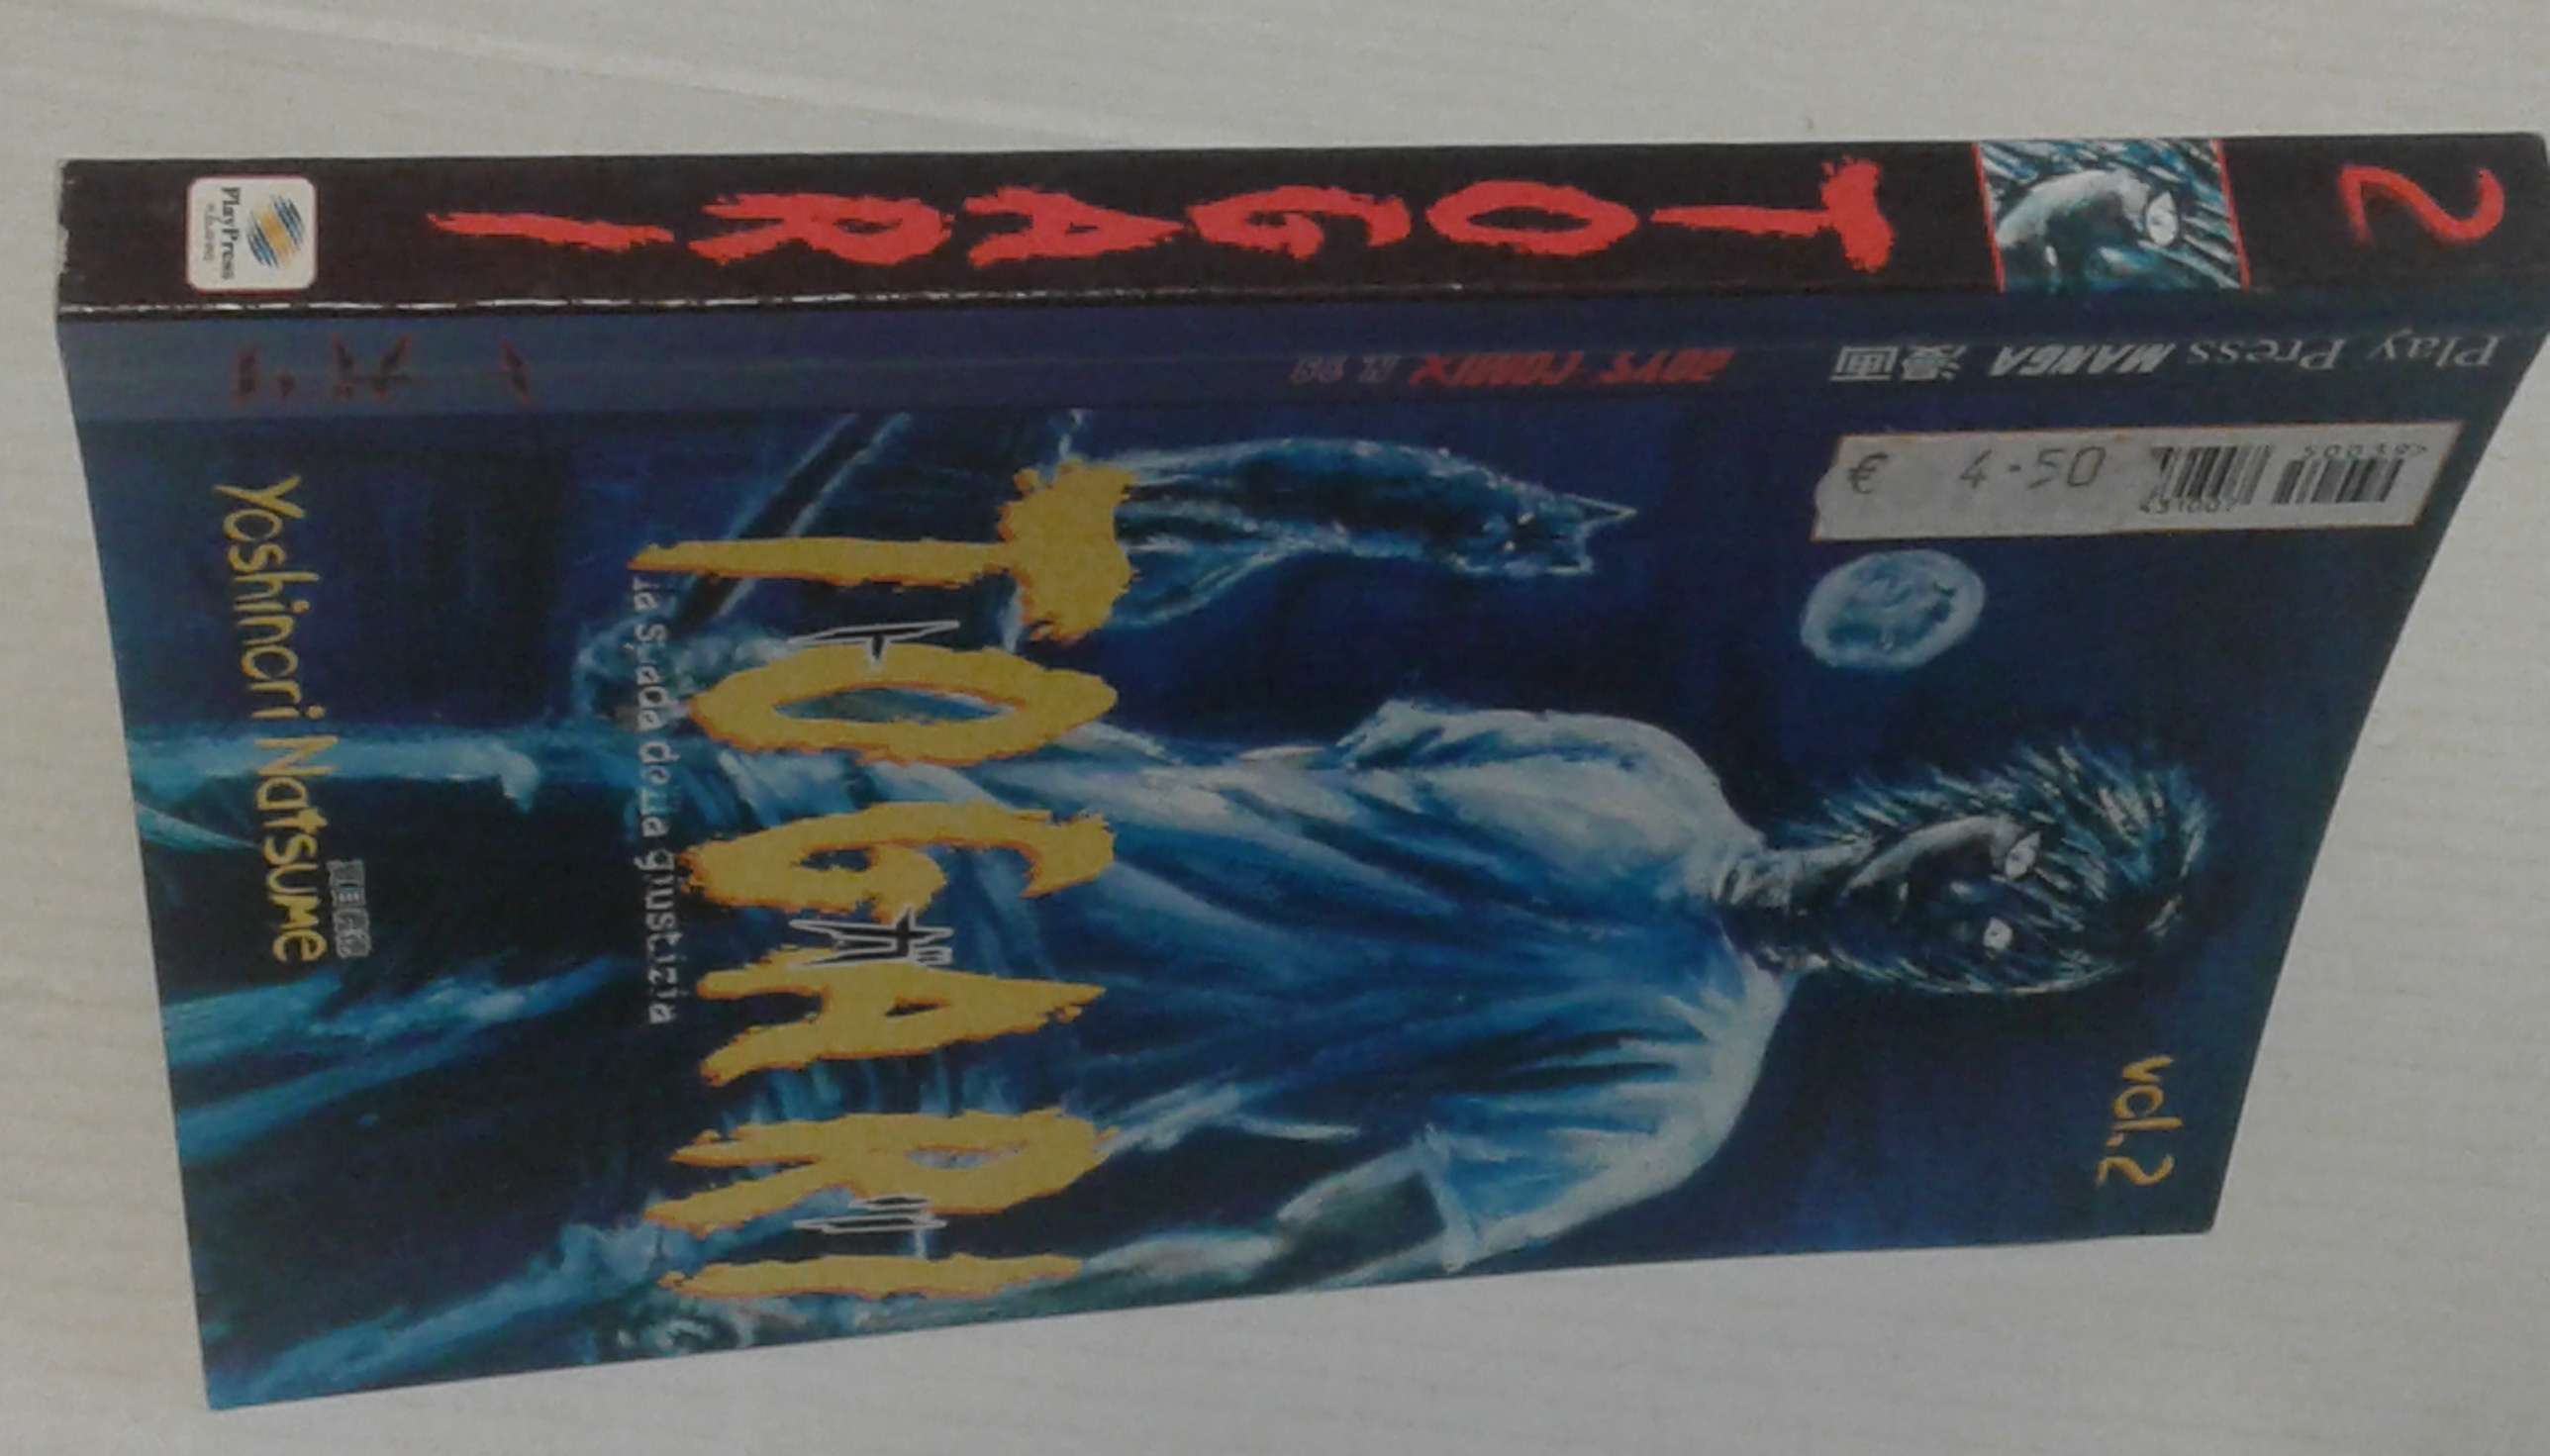 2
TOGARI
PlayPress
Play Press MANGA 漫画
BOYS COMIX
€ 4.50
vol.2
TOGARI
la spada della giustizia
Yoshinori Natsume